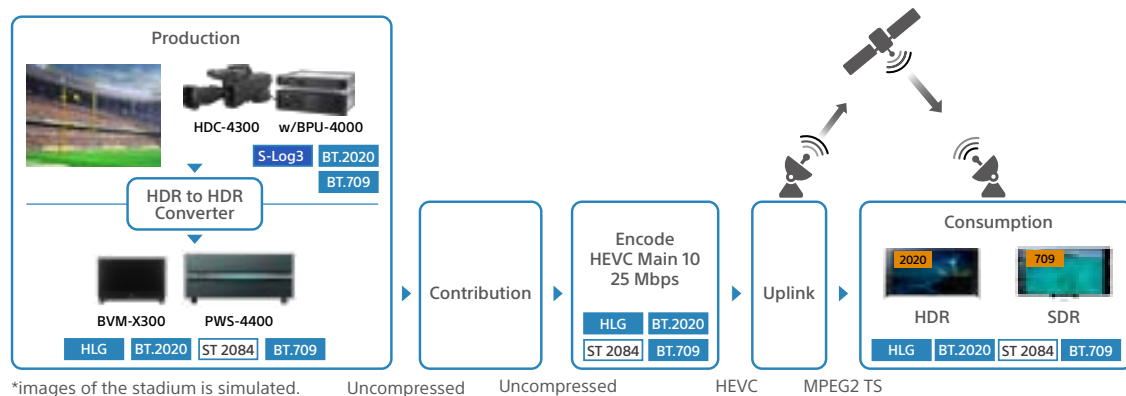 Production
HDC-4300 w/BPU-4000
S-Log3 BT.2020
BT.709
HDR to HDR
Converter
BVM-X300 PWS-4400
HLG BT.2020 ST 2084 BT.709
Contribution
Encode
HEVC Main 10
25 Mbps
HLG BT.2020
ST 2084 BT.709
Uplink
Consumption
2020 709
HDR SDR
HLG BT.2020 ST 2084 BT.709
*images of the stadium is simulated. Uncompressed Uncompressed HEVC MPEG2 TS